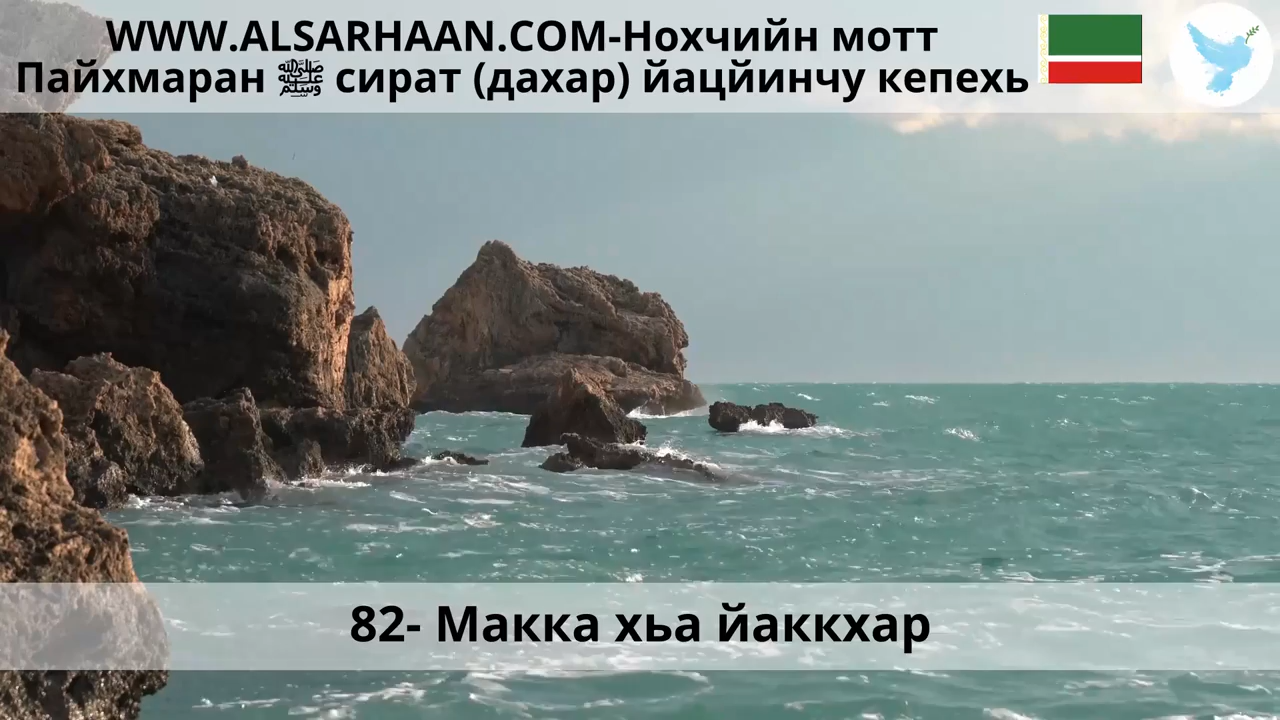 WWW.ALSARHAAN.COM-Нохчийн мотт
Пайхмаран ﷺ сират (дахар) йацйинчу кепехь
82- Макка хьа йаккхар